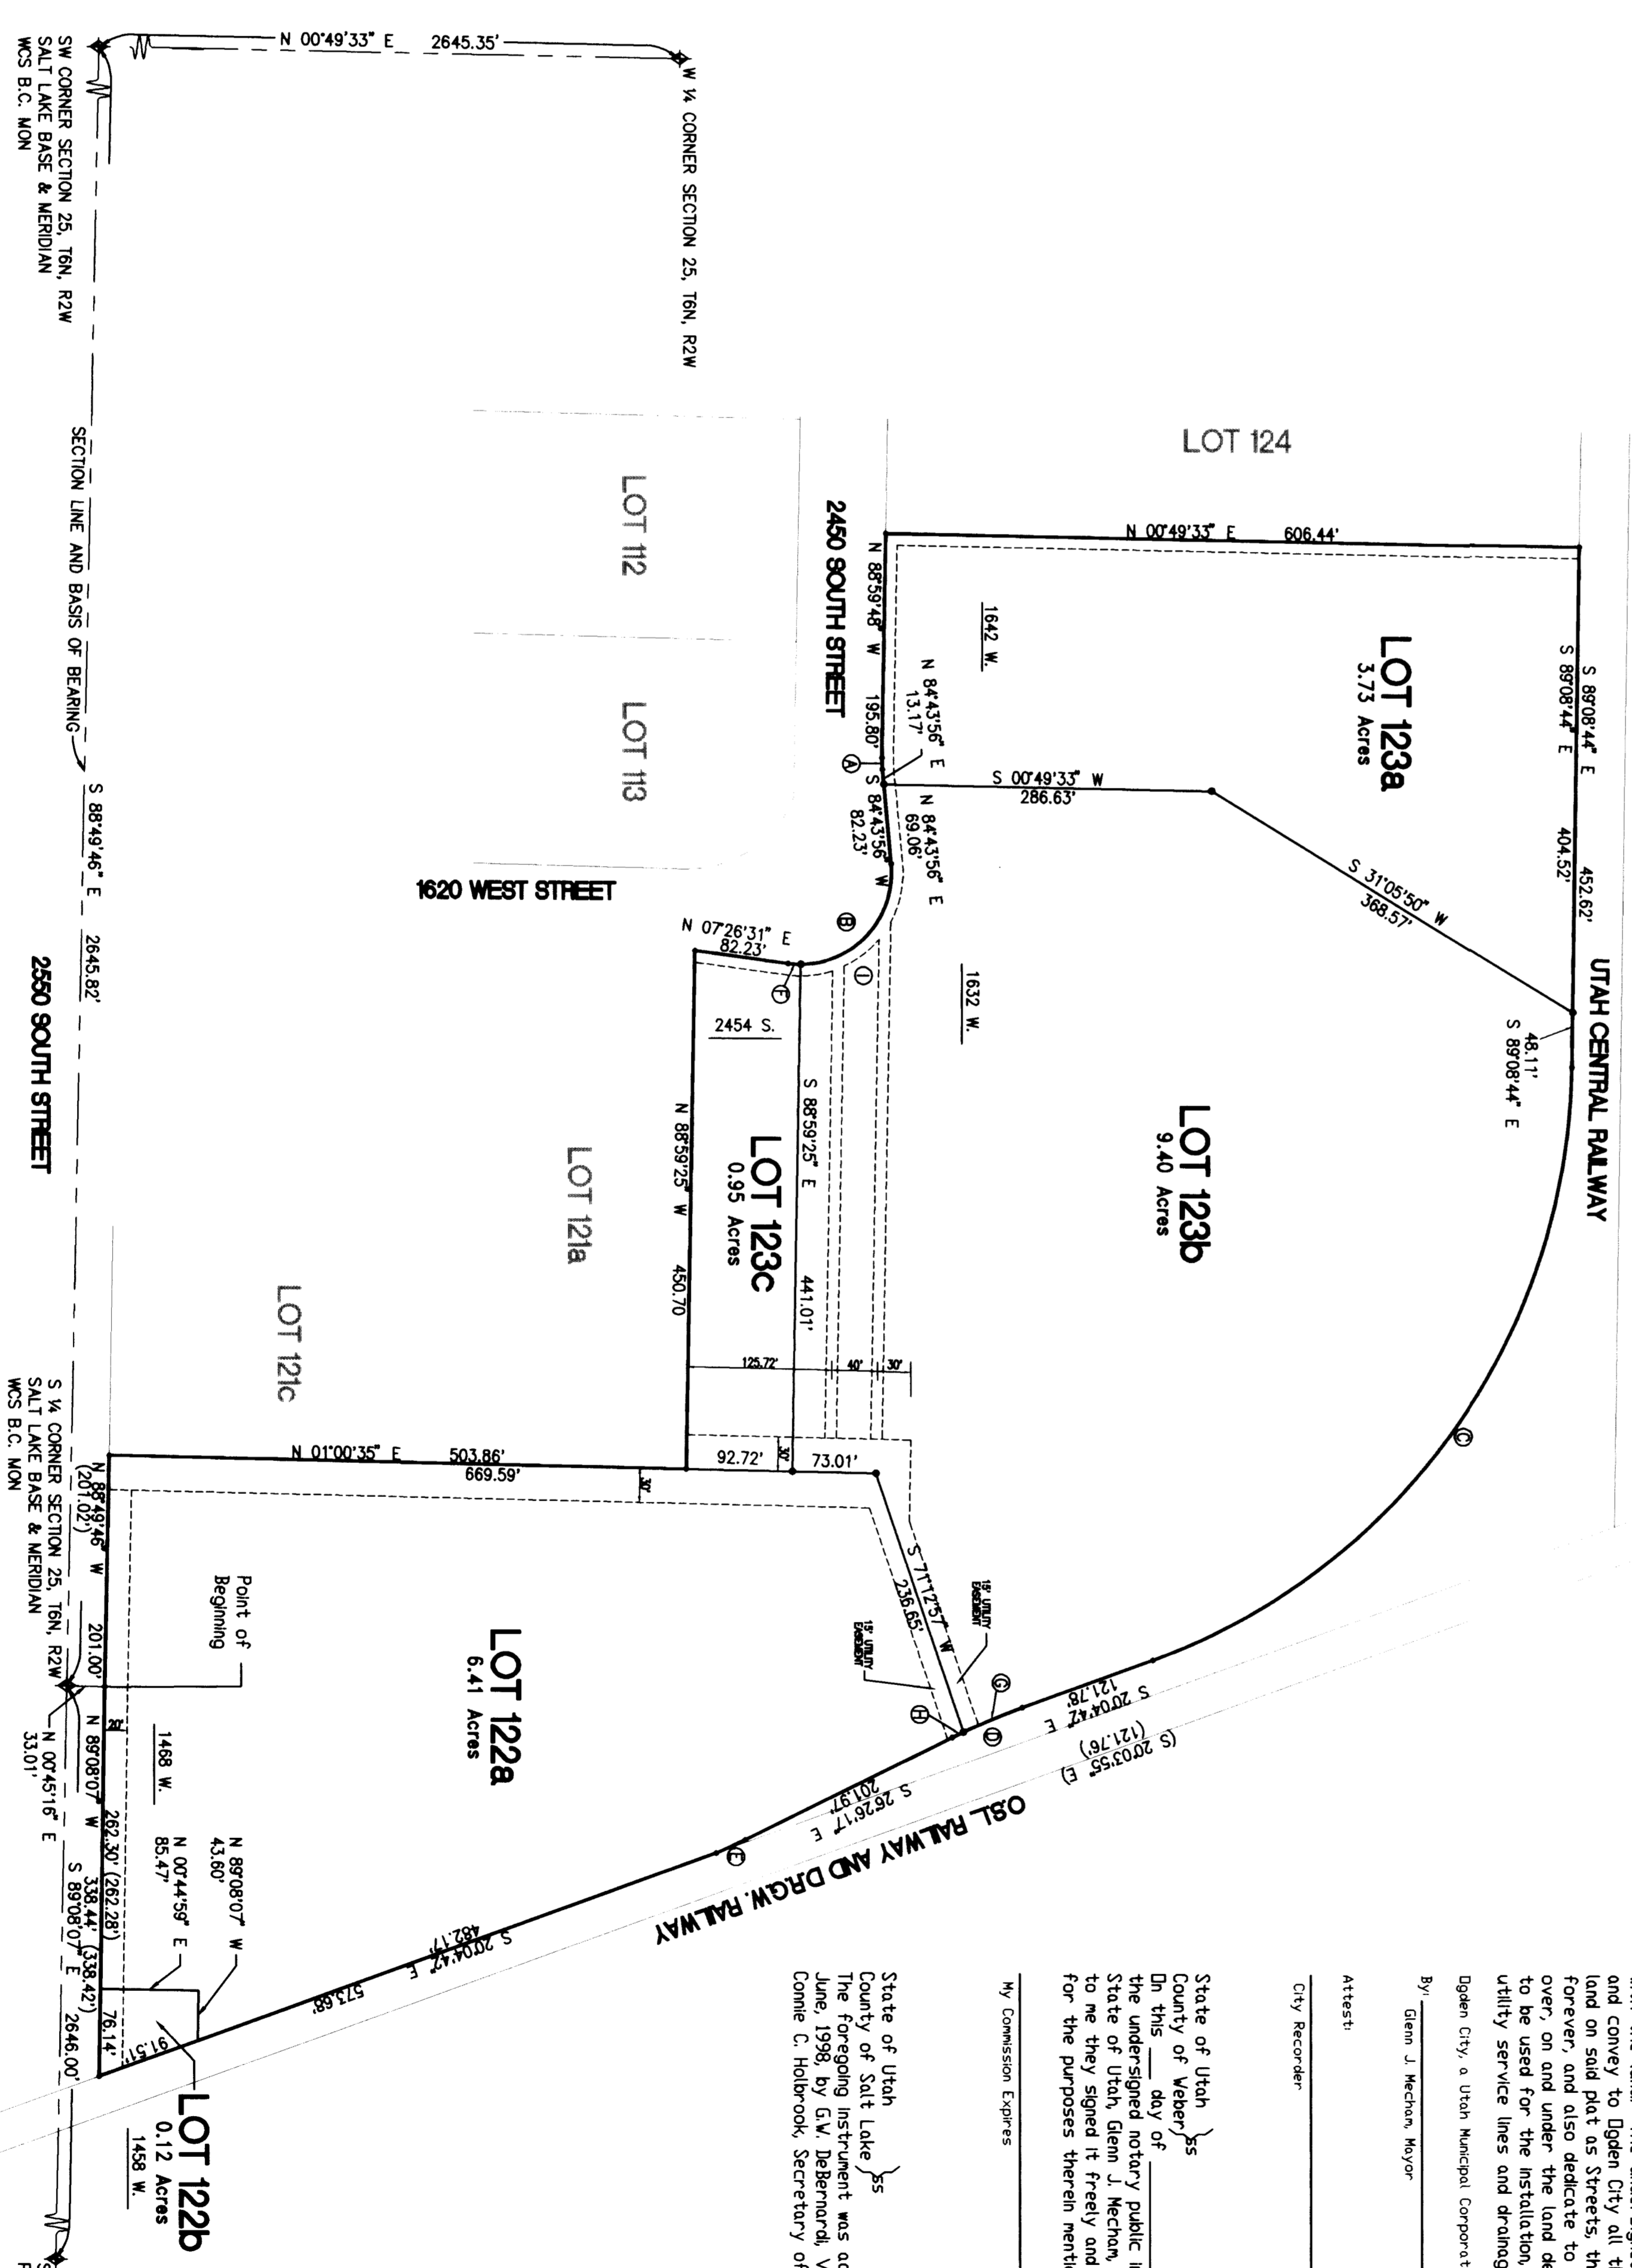 N 00°49'33" E 2645.35'
W ¼ CORNER SECTION 25, T6N, R2W
SW CORNER SECTION 25, T6N, R2W
SALT LAKE BASE & MERIDIAN
WCS B.C. MON
SECTION LINE AND BASIS OF BEARING
S 88°49'46" E 2645.82'
2550 SOUTH STREET
LOT 124
LOT 112
LOT 113
2450 SOUTH STREET
1620 WEST STREET
N 00°49'33" E 606.44'
S 89°08'44" E 452.62'
S 89°08'44" E 404.52'
UTAH CENTRAL RAILWAY
LOT 123a
3.73 Acres
1642 W.
N 88°59'48" W 195.80'
N 84°43'56" E
13.17'
A
S 84°43'56" W
82.23'
N 84°43'56" E
69.06'
S 00°49'33" W
286.63'
S 31°05'50" W
368.57'
48.11'
S 89°08'44" E
B
I
N 07°26'31" E
82.23'
F
1632 W.
2454 S.
LOT 123b
9.40 Acres
S 88°59'25" E 441.01'
LOT 123c
0.95 Acres
N 88°59'25" W 450.70
LOT 121a
LOT 121c
125.72'
40'
30'
C
N 01°00'35" E 503.86'
669.59'
30'
92.72'
30'
73.01'
S 71°12'57" W
236.65'
15' UTILITY
EASEMENT
15' UTILITY
EASEMENT
G
H
D
S 20°04'42" E
121.78'
(S 20°03'55" E)
(121.76')
S 26°26'17" E
201.97'
O.S.L. RAILWAY AND D.R.G.W. RAILWAY
E
S 20°04'42" E
482.17'
573.68'
91.51'
LOT 122a
6.41 Acres
Point of
Beginning
N 88°49'46" W 201.00'
(201.02')
S ¼ CORNER SECTION 25, T6N, R2W
SALT LAKE BASE & MERIDIAN
WCS B.C. MON
N 00°45'16" E
33.01'
20'
1468 W.
N 89°08'07" W
262.30' (262.28')
338.44' (338.42')
S 89°08'07" E 2646.00'
N 89°08'07" W
43.60'
N 00°44'59" E
85.47'
76.14'
LOT 122b
0.12 Acres
1458 W.
and convey to Ogden City all th
land on said plat as Streets, th
forever, and also dedicate to
over, on and under the land de
to be used for the installation,
utility service lines and drainag
Ogden City, a Utah Municipal Corporat
By:
Glenn J. Mecham, Mayor
Attest:
City Recorder
State of Utah
County of Weber }ss
On this ___ day of
the undersigned notary public in
State of Utah, Glenn J. Mecham,
to me they signed it freely and
for the purposes therein menti
My Commission Expires
State of Utah
County of Salt Lake }ss
The foregoing instrument was ac
June, 1998, by G.W. DeBernardi, V
Connie C. Holbrook, Secretary of